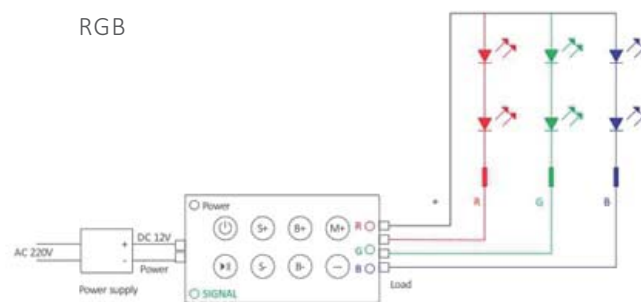 RGB
AC 220V
+
-
DC 12V
Power
Power supply
Power
S+
B+
M+
S-
B-
SIGNAL
R
G
B
Load
+
R
G
B